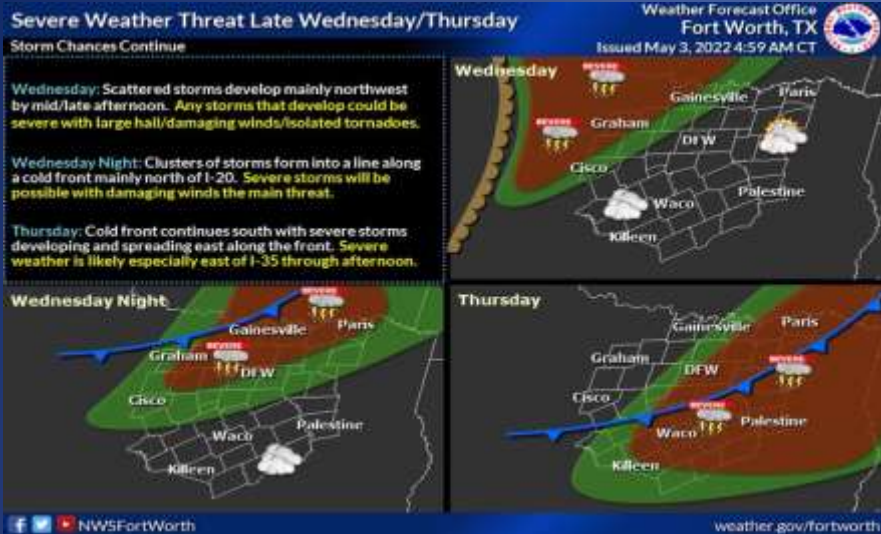 Severe Weather Threat Late Wednesday/Thursday
Storm Chances Continue
Weather Forecast Office
Fort Worth, TX
Issued May 3, 2022 4:59 AM CT
Wednesday: Scattered storms develop mainly northwest
by mid/late afternoon. Any storms that develop could be
severe with large hail/damaging winds/isolated tornadoes.
Wednesday Night: Clusters of storms form into a line along
a cold front mainly north of I-20. Severe storms will be
possible with damaging winds the main threat.
Thursday: Cold front continues south with severe storms
developing and spreading east along the front. Severe
weather is likely especially east of I-35 through afternoon.
Wednesday
SEVERE
Gainesville
Paris
SEVERE
Graham
DFW
Cisco
Waco
Palestine
Killeen
Wednesday Night
SEVERE
Gainesville
Paris
Graham
SEVERE
DFW
Cisco
Waco
Palestine
Killeen
Thursday
Gainesville
Paris
Graham
DFW
SEVERE
Cisco
SEVERE
Waco
Palestine
Killeen
NWSFortWorth
weather.gov/fortworth